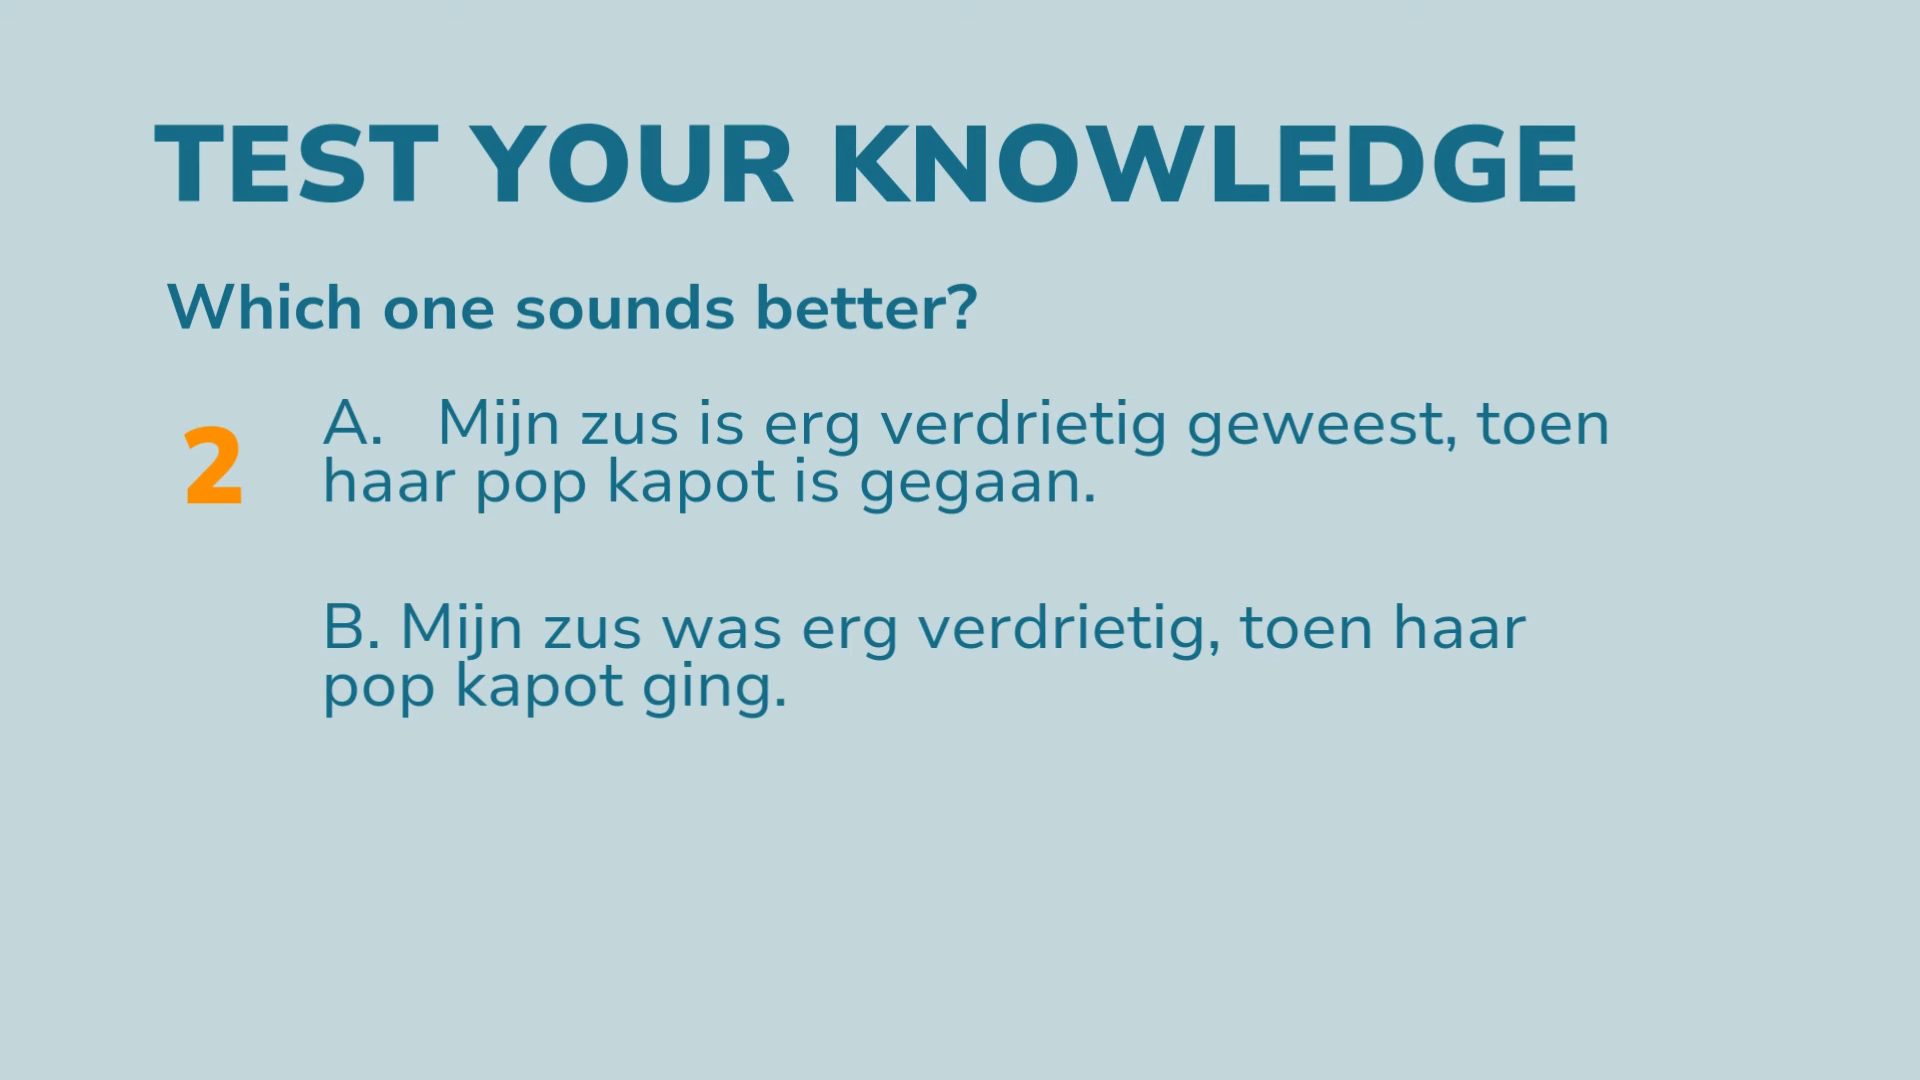 TEST YOUR KNOWLEDGE
Which one sounds better?
2
A. Mijn zus is erg verdrietig geweest, toen
haar pop kapot is gegaan.
B. Mijn zus was erg verdrietig, toen haar
pop kapot ging.